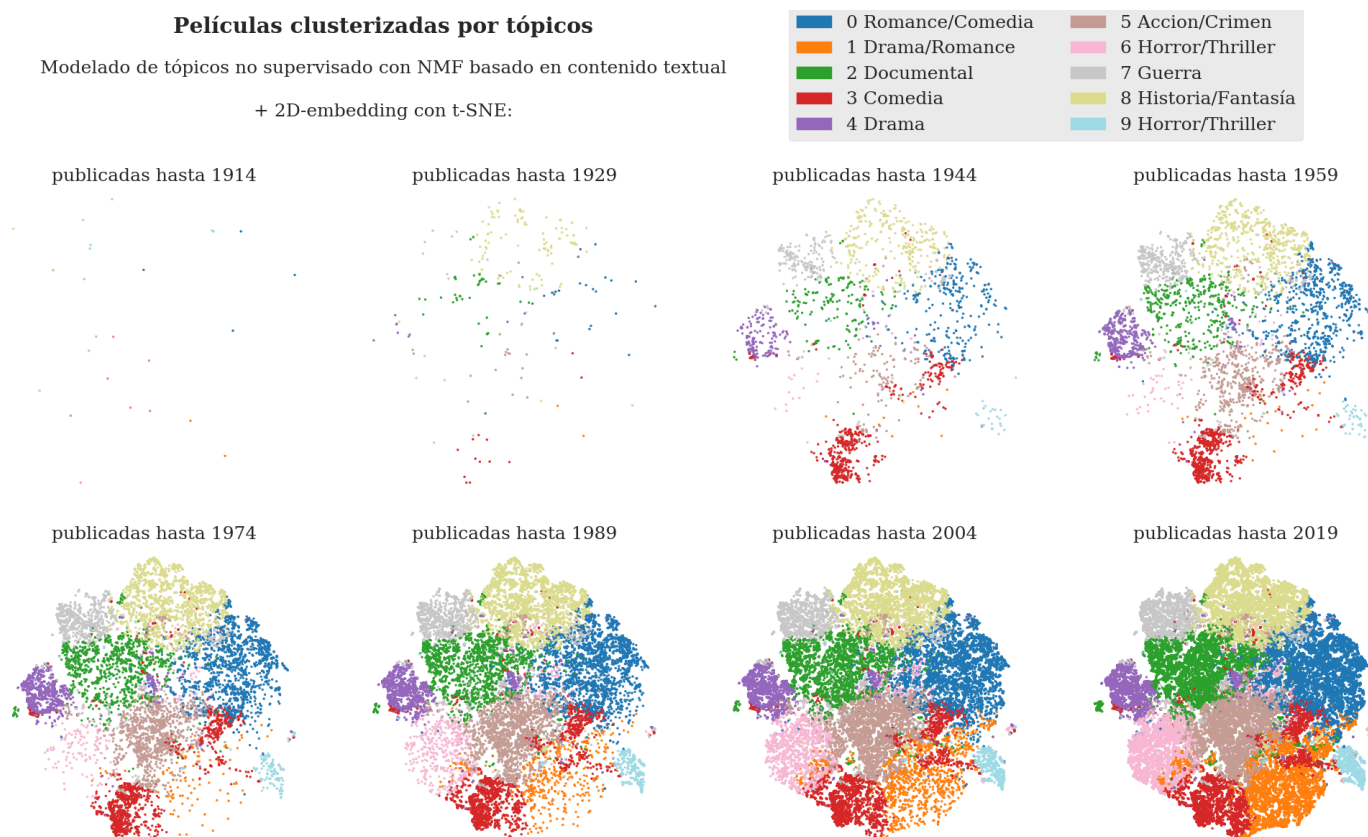 Películas clusterizadas por tópicos
Modelado de tópicos no supervisado con NMF basado en contenido textual
+ 2D-embedding con t-SNE:
0 Romance/Comedia
1 Drama/Romance
2 Documental
3 Comedia
4 Drama
5 Accion/Crimen
6 Horror/Thriller
7 Guerra
8 Historia/Fantasía
9 Horror/Thriller
publicadas hasta 1914
publicadas hasta 1929
publicadas hasta 1944
publicadas hasta 1959
publicadas hasta 1974
publicadas hasta 1989
publicadas hasta 2004
publicadas hasta 2019